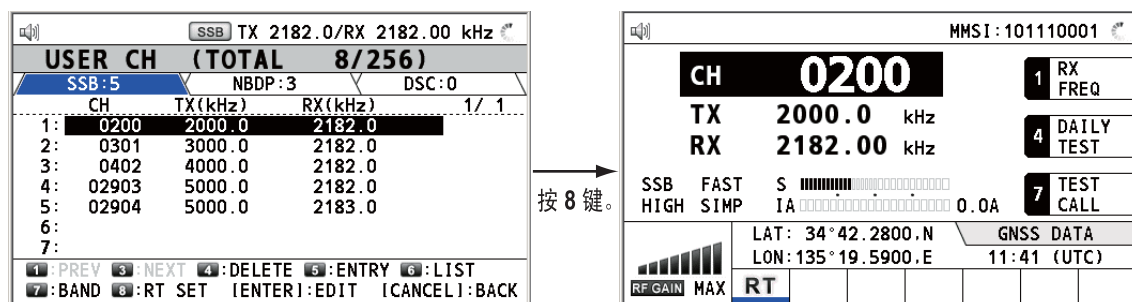 SSB TX 2182.0/RX 2182.00 kHz
USER CH (TOTAL 8/256)
SSB:5 NBDP:3 DSC:0
CH TX(kHz) RX(kHz) 1/ 1
1: 0200 2000.0 2182.0
2: 0301 3000.0 2182.0
3: 0402 4000.0 2182.0
4: 02903 5000.0 2182.0
5: 02904 5000.0 2183.0
6:
7:
1:PREV 3:NEXT 4:DELETE 5:ENTRY 6:LIST
7:BAND 8:RT SET [ENTER]:EDIT [CANCEL]:BACK
按 8 键。
MMSI:101110001
CH 0200
TX 2000.0 kHz
RX 2182.00 kHz
1 RX FREQ
4 DAILY TEST
7 TEST CALL
SSB FAST S
HIGH SIMP IA 0.0A
LAT: 34°42.2800,N GNSS DATA
LON:135°19.5900,E 11:41 (UTC)
RF GAIN MAX RT